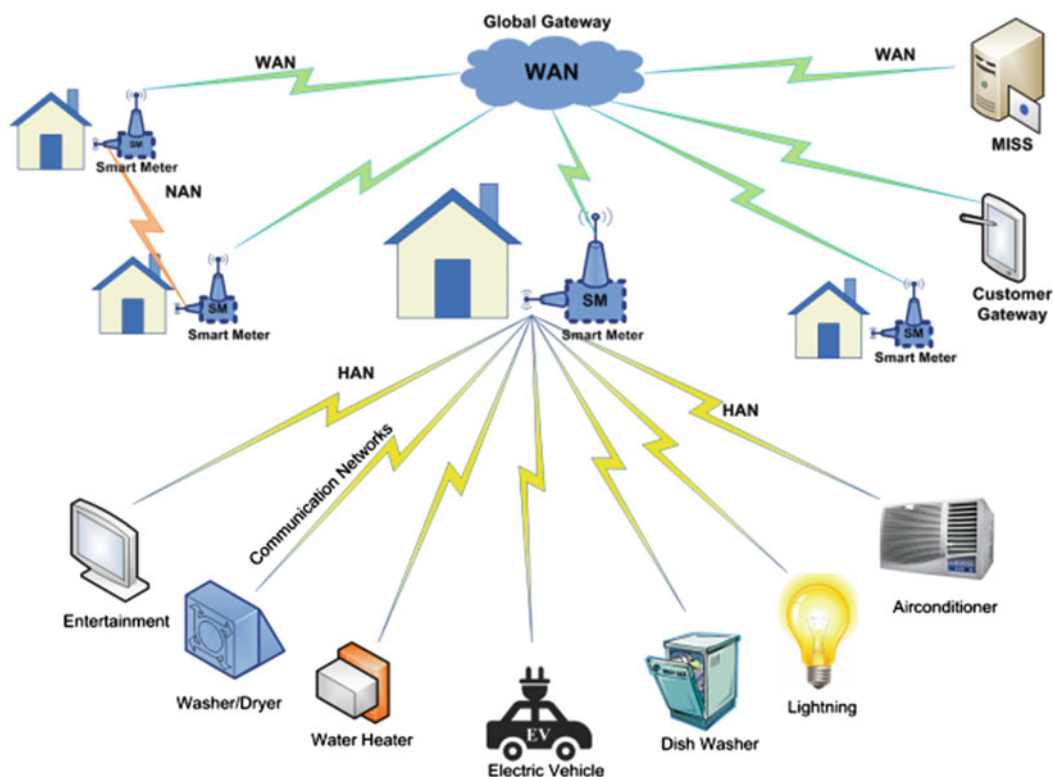 Global Gateway
WAN
WAN
WAN
MISS
SM
Smart Meter
NAN
SM
Smart Meter
SM
Smart Meter
SM
Smart Meter
Customer
Gateway
HAN
HAN
Communication Networks
Entertainment
Washer/Dryer
Water Heater
EV
Electric Vehicle
Dish Washer
Lightning
Airconditioner